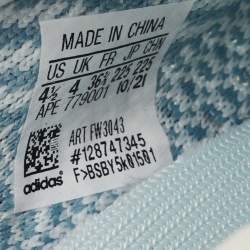 MADE IN CHINA
US UK FR JP CHN
4½ 4 36⅔ 225 225
APE 779001 10/21
ART FW3043
#128747345
F>BSBY5K01501
adidas